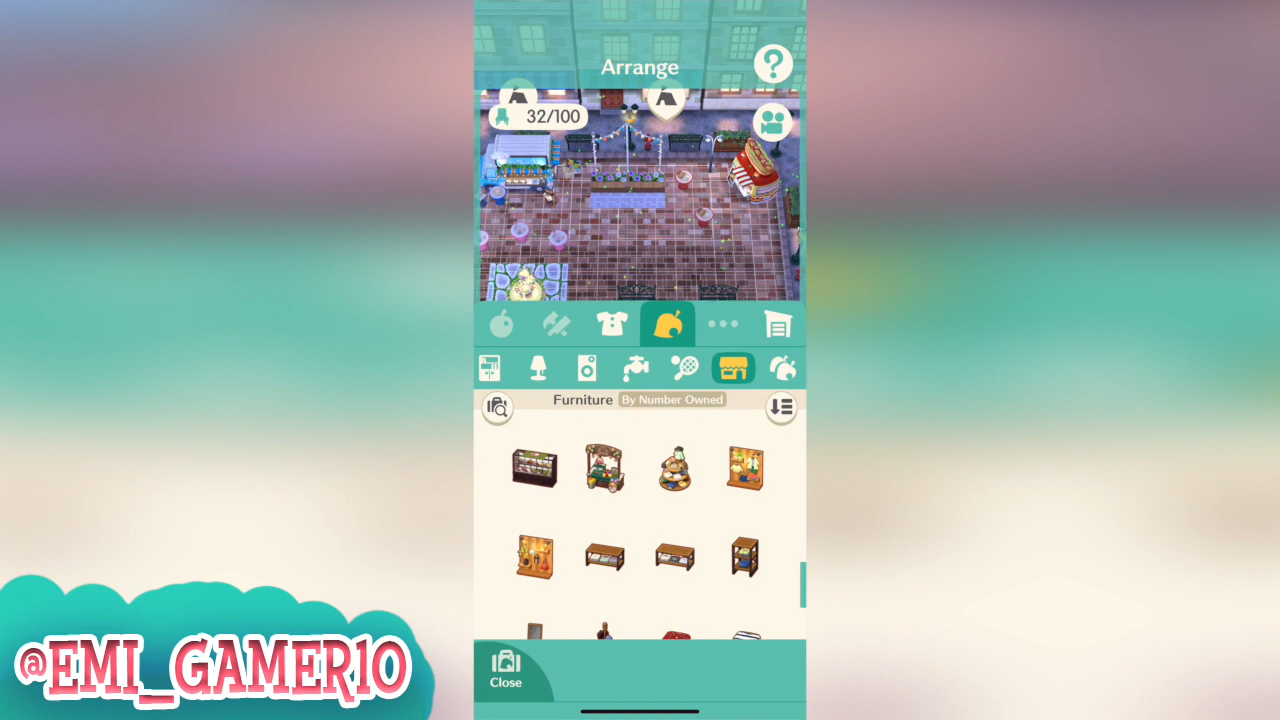 Arrange
32/100
Furniture By Number Owned
Close
@EMI_GAMER10